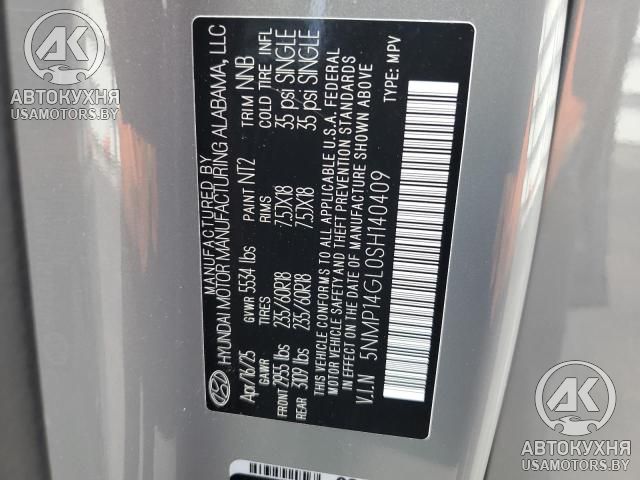 MANUFACTURED BY
HYUNDAI MOTOR MANUFACTURING ALABAMA, LLC
Apr/16/25 GVWR 5534 lbs PAINT NT2 TRIM NNB
GAWR TIRES RIMS COLD TIRE INFL
FRONT 2955 lbs 235/60R18 7.5JX18 35 psi SINGLE
REAR 3109 lbs 235/60R18 7.5JX18 35 psi SINGLE
THIS VEHICLE CONFORMS TO ALL APPLICABLE U.S.A. FEDERAL
MOTOR VEHICLE SAFETY AND THEFT PREVENTION STANDARDS
IN EFFECT ON THE DATE OF MANUFACTURE SHOWN ABOVE
V.I.N 5NMP14GL0SH140409 TYPE: MPV
АВТОКУХНЯ
USAMOTORS.BY
АВТОКУХНЯ
USAMOTORS.BY